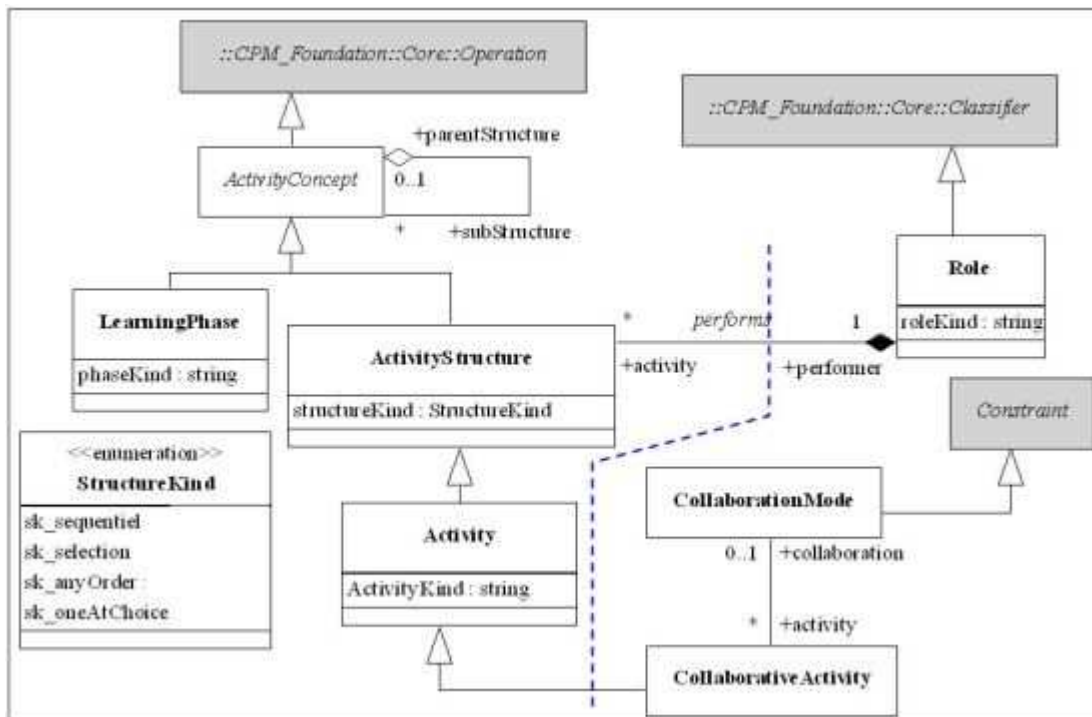 ::CPM_Foundation::Core::Operation
::CPM_Foundation::Core::Classifier
+parentStructure
ActivityConcept
0..1
*
+subStructure
Role
roleKind : string
LearningPhase
phaseKind : string
*
performs
1
+activity
+performer
ActivityStructure
structureKind : StructureKind
Constraint
<<enumeration>>
StructureKind
sk_sequentiel
sk_selection
sk_anyOrder
sk_oneAtChoice
Activity
ActivityKind : string
CollaborationMode
0..1
+collaboration
*
+activity
CollaborativeActivity